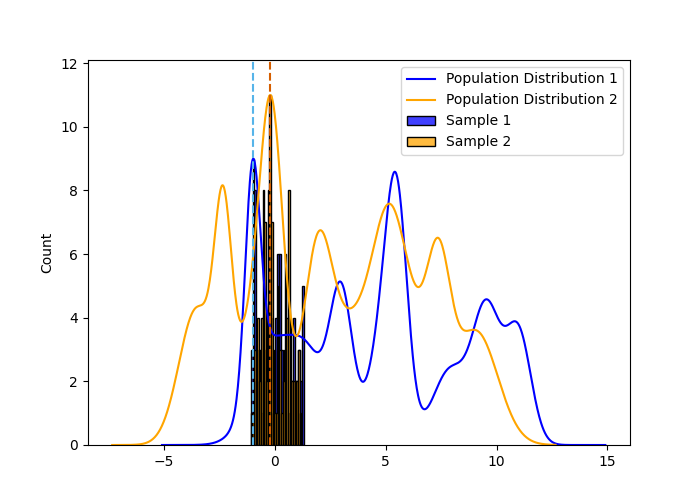 Population Distribution 1
Population Distribution 2
Sample 1
Sample 2
Count
12
10
8
6
4
2
0
−5
0
5
10
15